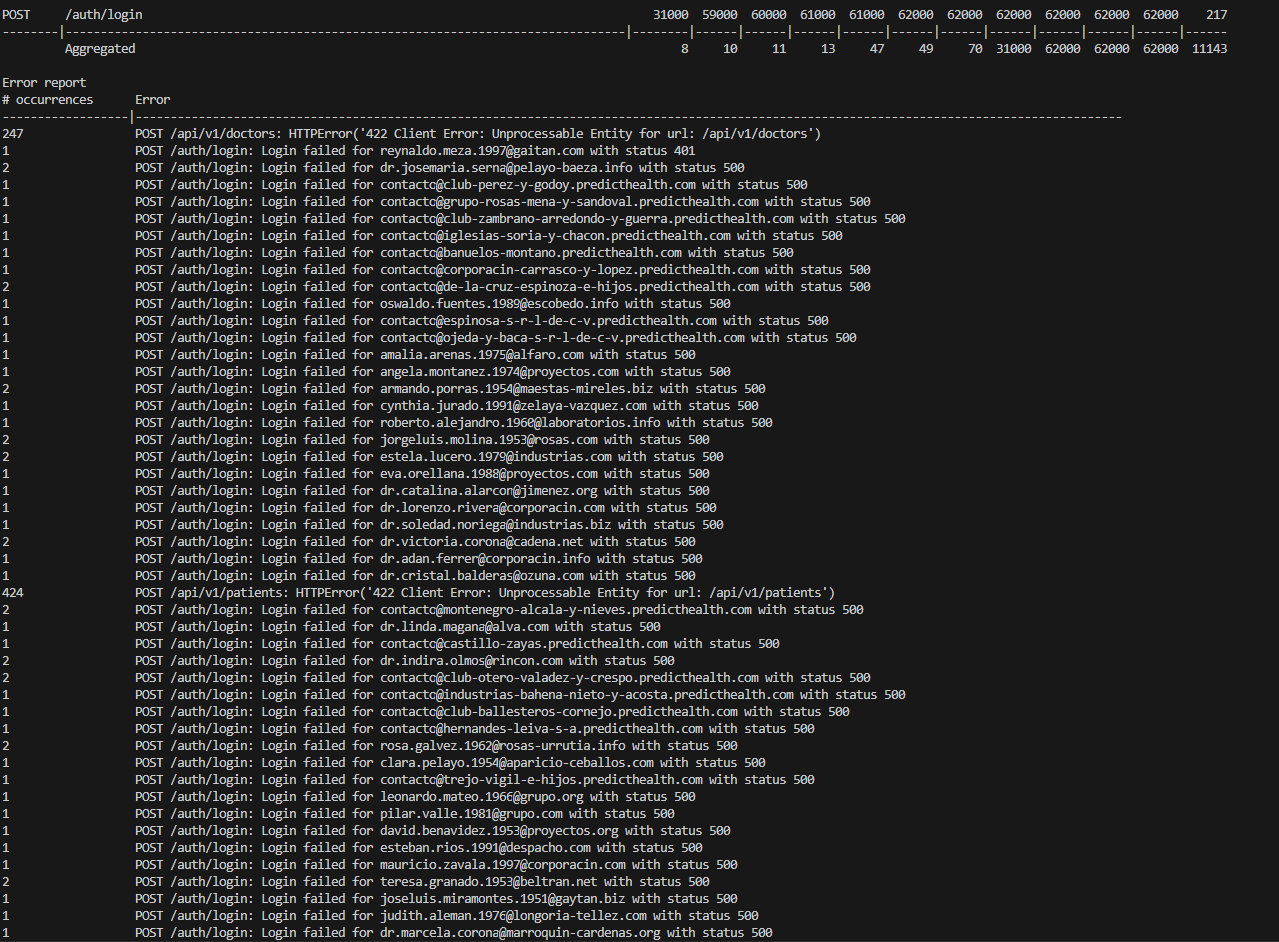 POST     /auth/login                                                                         31000  59000  60000  61000  61000  62000  62000  62000  62000  62000  62000    217
--------|--------------------------------------------------------------------------------|--------|------|------|------|------|------|------|------|------|------|------|------
         Aggregated                                                                              8     10     11     13     47     49     70  31000  62000  62000  62000  11143
Error report
# occurrences      Error
------------------|---------------------------------------------------------------------------------------------------------------------------------------------
247                POST /api/v1/doctors: HTTPError('422 Client Error: Unprocessable Entity for url: /api/v1/doctors')
1                  POST /auth/login: Login failed for reynaldo.meza.1997@gaitan.com with status 401
2                  POST /auth/login: Login failed for dr.josemaria.serna@pelayo-baeza.info with status 500
1                  POST /auth/login: Login failed for contacto@club-perez-y-godoy.predicthealth.com with status 500
1                  POST /auth/login: Login failed for contacto@grupo-rosas-mena-y-sandoval.predicthealth.com with status 500
1                  POST /auth/login: Login failed for contacto@club-zambrano-arredondo-y-guerra.predicthealth.com with status 500
1                  POST /auth/login: Login failed for contacto@iglesias-soria-y-chacon.predicthealth.com with status 500
1                  POST /auth/login: Login failed for contacto@banuelos-montano.predicthealth.com with status 500
1                  POST /auth/login: Login failed for contacto@corporacin-carrasco-y-lopez.predicthealth.com with status 500
2                  POST /auth/login: Login failed for contacto@de-la-cruz-espinoza-e-hijos.predicthealth.com with status 500
1                  POST /auth/login: Login failed for oswaldo.fuentes.1989@escobedo.info with status 500
1                  POST /auth/login: Login failed for contacto@espinosa-s-r-l-de-c-v.predicthealth.com with status 500
1                  POST /auth/login: Login failed for contacto@ojeda-y-baca-s-r-l-de-c-v.predicthealth.com with status 500
1                  POST /auth/login: Login failed for amalia.arenas.1975@alfaro.com with status 500
1                  POST /auth/login: Login failed for angela.montanez.1974@proyectos.com with status 500
2                  POST /auth/login: Login failed for armando.porras.1954@maestas-mireles.biz with status 500
1                  POST /auth/login: Login failed for cynthia.jurado.1991@zelaya-vazquez.com with status 500
1                  POST /auth/login: Login failed for roberto.alejandro.1960@laboratorios.info with status 500
2                  POST /auth/login: Login failed for jorgeluis.molina.1953@rosas.com with status 500
2                  POST /auth/login: Login failed for estela.lucero.1979@industrias.com with status 500
1                  POST /auth/login: Login failed for eva.orellana.1988@proyectos.com with status 500
1                  POST /auth/login: Login failed for dr.catalina.alarcon@jimenez.org with status 500
1                  POST /auth/login: Login failed for dr.lorenzo.rivera@corporacin.com with status 500
1                  POST /auth/login: Login failed for dr.soledad.noriega@industrias.biz with status 500
2                  POST /auth/login: Login failed for dr.victoria.corona@cadena.net with status 500
1                  POST /auth/login: Login failed for dr.adan.ferrer@corporacin.info with status 500
1                  POST /auth/login: Login failed for dr.cristal.balderas@ozuna.com with status 500
424                POST /api/v1/patients: HTTPError('422 Client Error: Unprocessable Entity for url: /api/v1/patients')
2                  POST /auth/login: Login failed for contacto@montenegro-alcala-y-nieves.predicthealth.com with status 500
1                  POST /auth/login: Login failed for dr.linda.magana@alva.com with status 500
1                  POST /auth/login: Login failed for contacto@castillo-zayas.predicthealth.com with status 500
2                  POST /auth/login: Login failed for dr.indira.olmos@rincon.com with status 500
2                  POST /auth/login: Login failed for contacto@club-otero-valadez-y-crespo.predicthealth.com with status 500
1                  POST /auth/login: Login failed for contacto@industrias-bahena-nieto-y-acosta.predicthealth.com with status 500
1                  POST /auth/login: Login failed for contacto@club-ballesteros-cornejo.predicthealth.com with status 500
1                  POST /auth/login: Login failed for contacto@hernandes-leiva-s-a.predicthealth.com with status 500
2                  POST /auth/login: Login failed for rosa.galvez.1962@rosas-urrutia.info with status 500
1                  POST /auth/login: Login failed for clara.pelayo.1954@aparicio-ceballos.com with status 500
1                  POST /auth/login: Login failed for contacto@trejo-vigil-e-hijos.predicthealth.com with status 500
1                  POST /auth/login: Login failed for leonardo.mateo.1966@grupo.org with status 500
1                  POST /auth/login: Login failed for pilar.valle.1981@grupo.com with status 500
1                  POST /auth/login: Login failed for david.benavidez.1953@proyectos.org with status 500
1                  POST /auth/login: Login failed for esteban.rios.1991@despacho.com with status 500
1                  POST /auth/login: Login failed for mauricio.zavala.1997@corporacin.com with status 500
2                  POST /auth/login: Login failed for teresa.granado.1953@beltran.net with status 500
1                  POST /auth/login: Login failed for joseluis.miramontes.1951@gaytan.biz with status 500
1                  POST /auth/login: Login failed for judith.aleman.1976@longoria-tellez.com with status 500
1                  POST /auth/login: Login failed for dr.marcela.corona@marroquin-cardenas.org with status 500